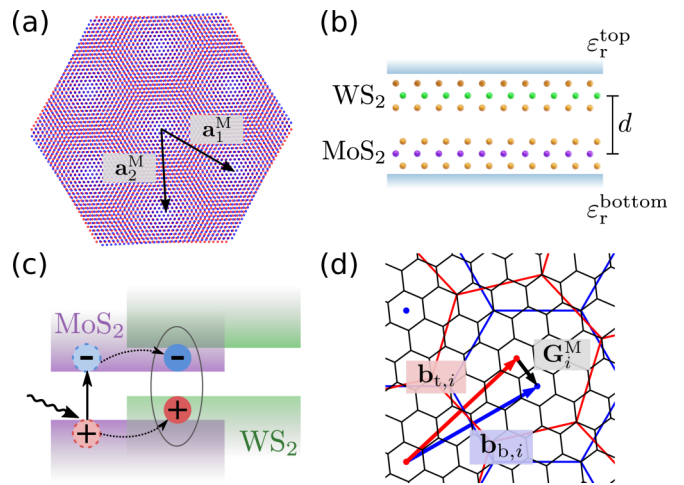 (a)
𝐚₁ᴹ
𝐚₂ᴹ
(b)
εᵣᵗᵒᵖ
WS₂
MoS₂
d
εᵣᵇᵒᵗᵗᵒᵐ
(c)
MoS₂
- -
+ +
WS₂
(d)
𝐆ᵢᴹ
𝐛ₜ,ᵢ
𝐛b,ᵢ